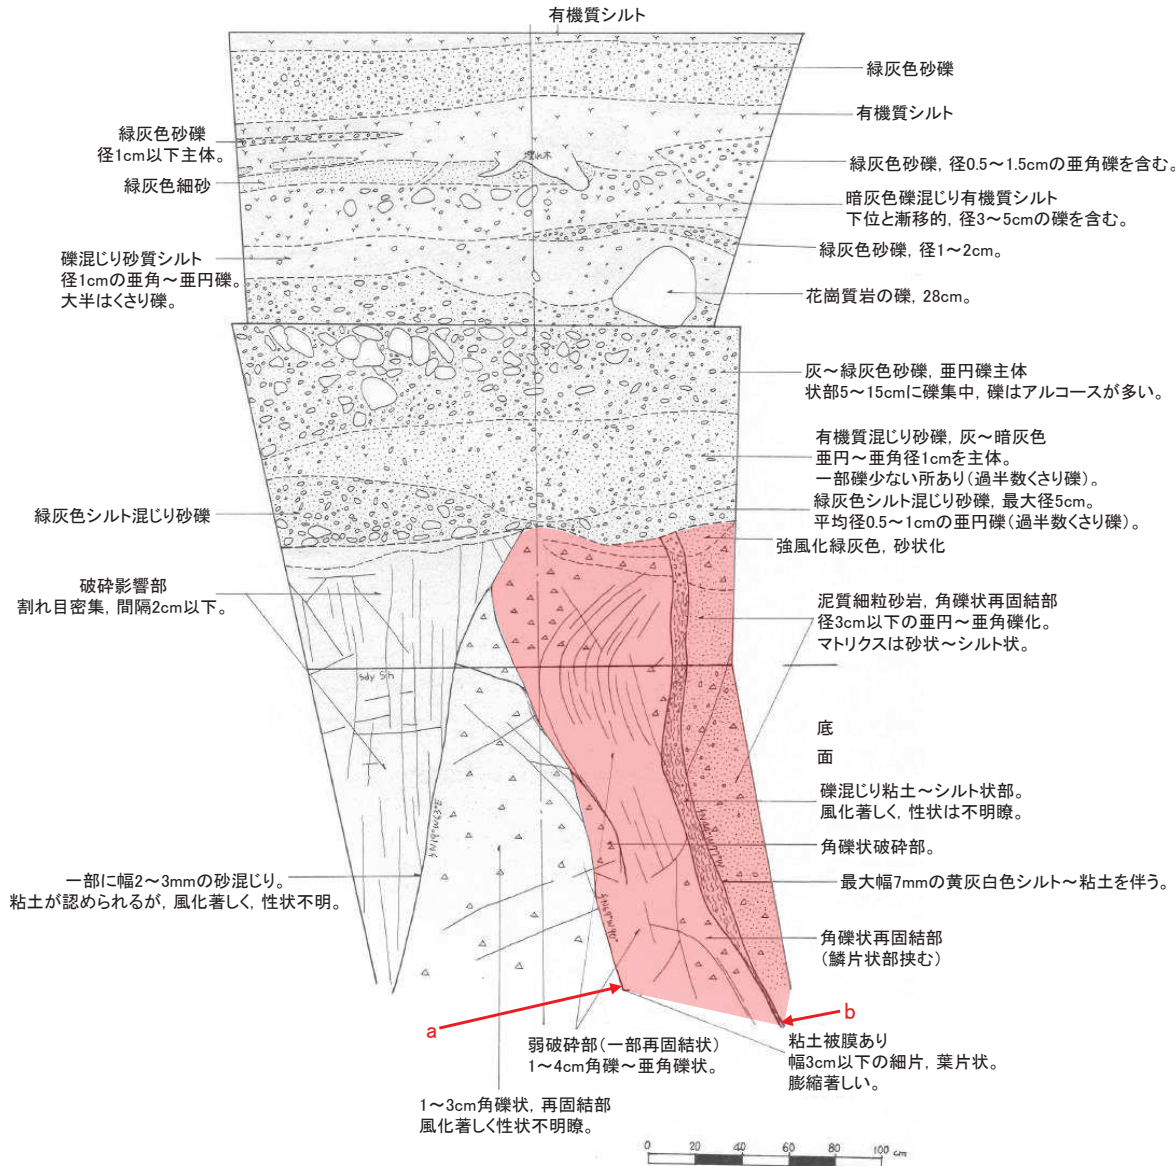 有機質シルト
緑灰色砂礫
有機質シルト
緑灰色砂礫
径1cm以下主体。
埋れ木
緑灰色砂礫, 径0.5～1.5cmの亜角礫を含む。
緑灰色細砂
暗灰色礫混じり有機質シルト
下位と漸移的, 径3～5cmの礫を含む。
緑灰色砂礫, 径1～2cm。
礫混じり砂質シルト
径1cmの亜角～亜円礫。
大半はくさり礫。
花崗質岩の礫, 28cm。
灰～緑灰色砂礫, 亜円礫主体
状部5～15cmに礫集中, 礫はアルコースが多い。
有機質混じり砂礫, 灰～暗灰色
亜円～亜角径1cmを主体。
一部礫少ない所あり(過半数くさり礫)。
緑灰色シルト混じり砂礫, 最大径5cm。
平均径0.5～1cmの亜円礫(過半数くさり礫)。
緑灰色シルト混じり砂礫
強風化緑灰色, 砂状化
破砕影響部
割れ目密集, 間隔2cm以下。
泥質細粒砂岩, 角礫状再固結部
径3cm以下の亜円～亜角礫化。
マトリクスは砂状～シルト状。
sdy Sh
底
面
礫混じり粘土～シルト状部。
風化著しく, 性状は不明瞭。
角礫状破砕部。
一部に幅2～3mmの砂混じり。
粘土が認められるが, 風化著しく, 性状不明。
最大幅7mmの黄灰白色シルト～粘土を伴う。
角礫状再固結部
(鱗片状部挟む)
a
b
弱破砕部(一部再固結状)
1～4cm角礫～亜角礫状。
粘土被膜あり
幅3cm以下の細片, 葉片状。
膨縮著しい。
1～3cm角礫状, 再固結部
風化著しく性状不明瞭。
0 20 40 60 80 100 cm